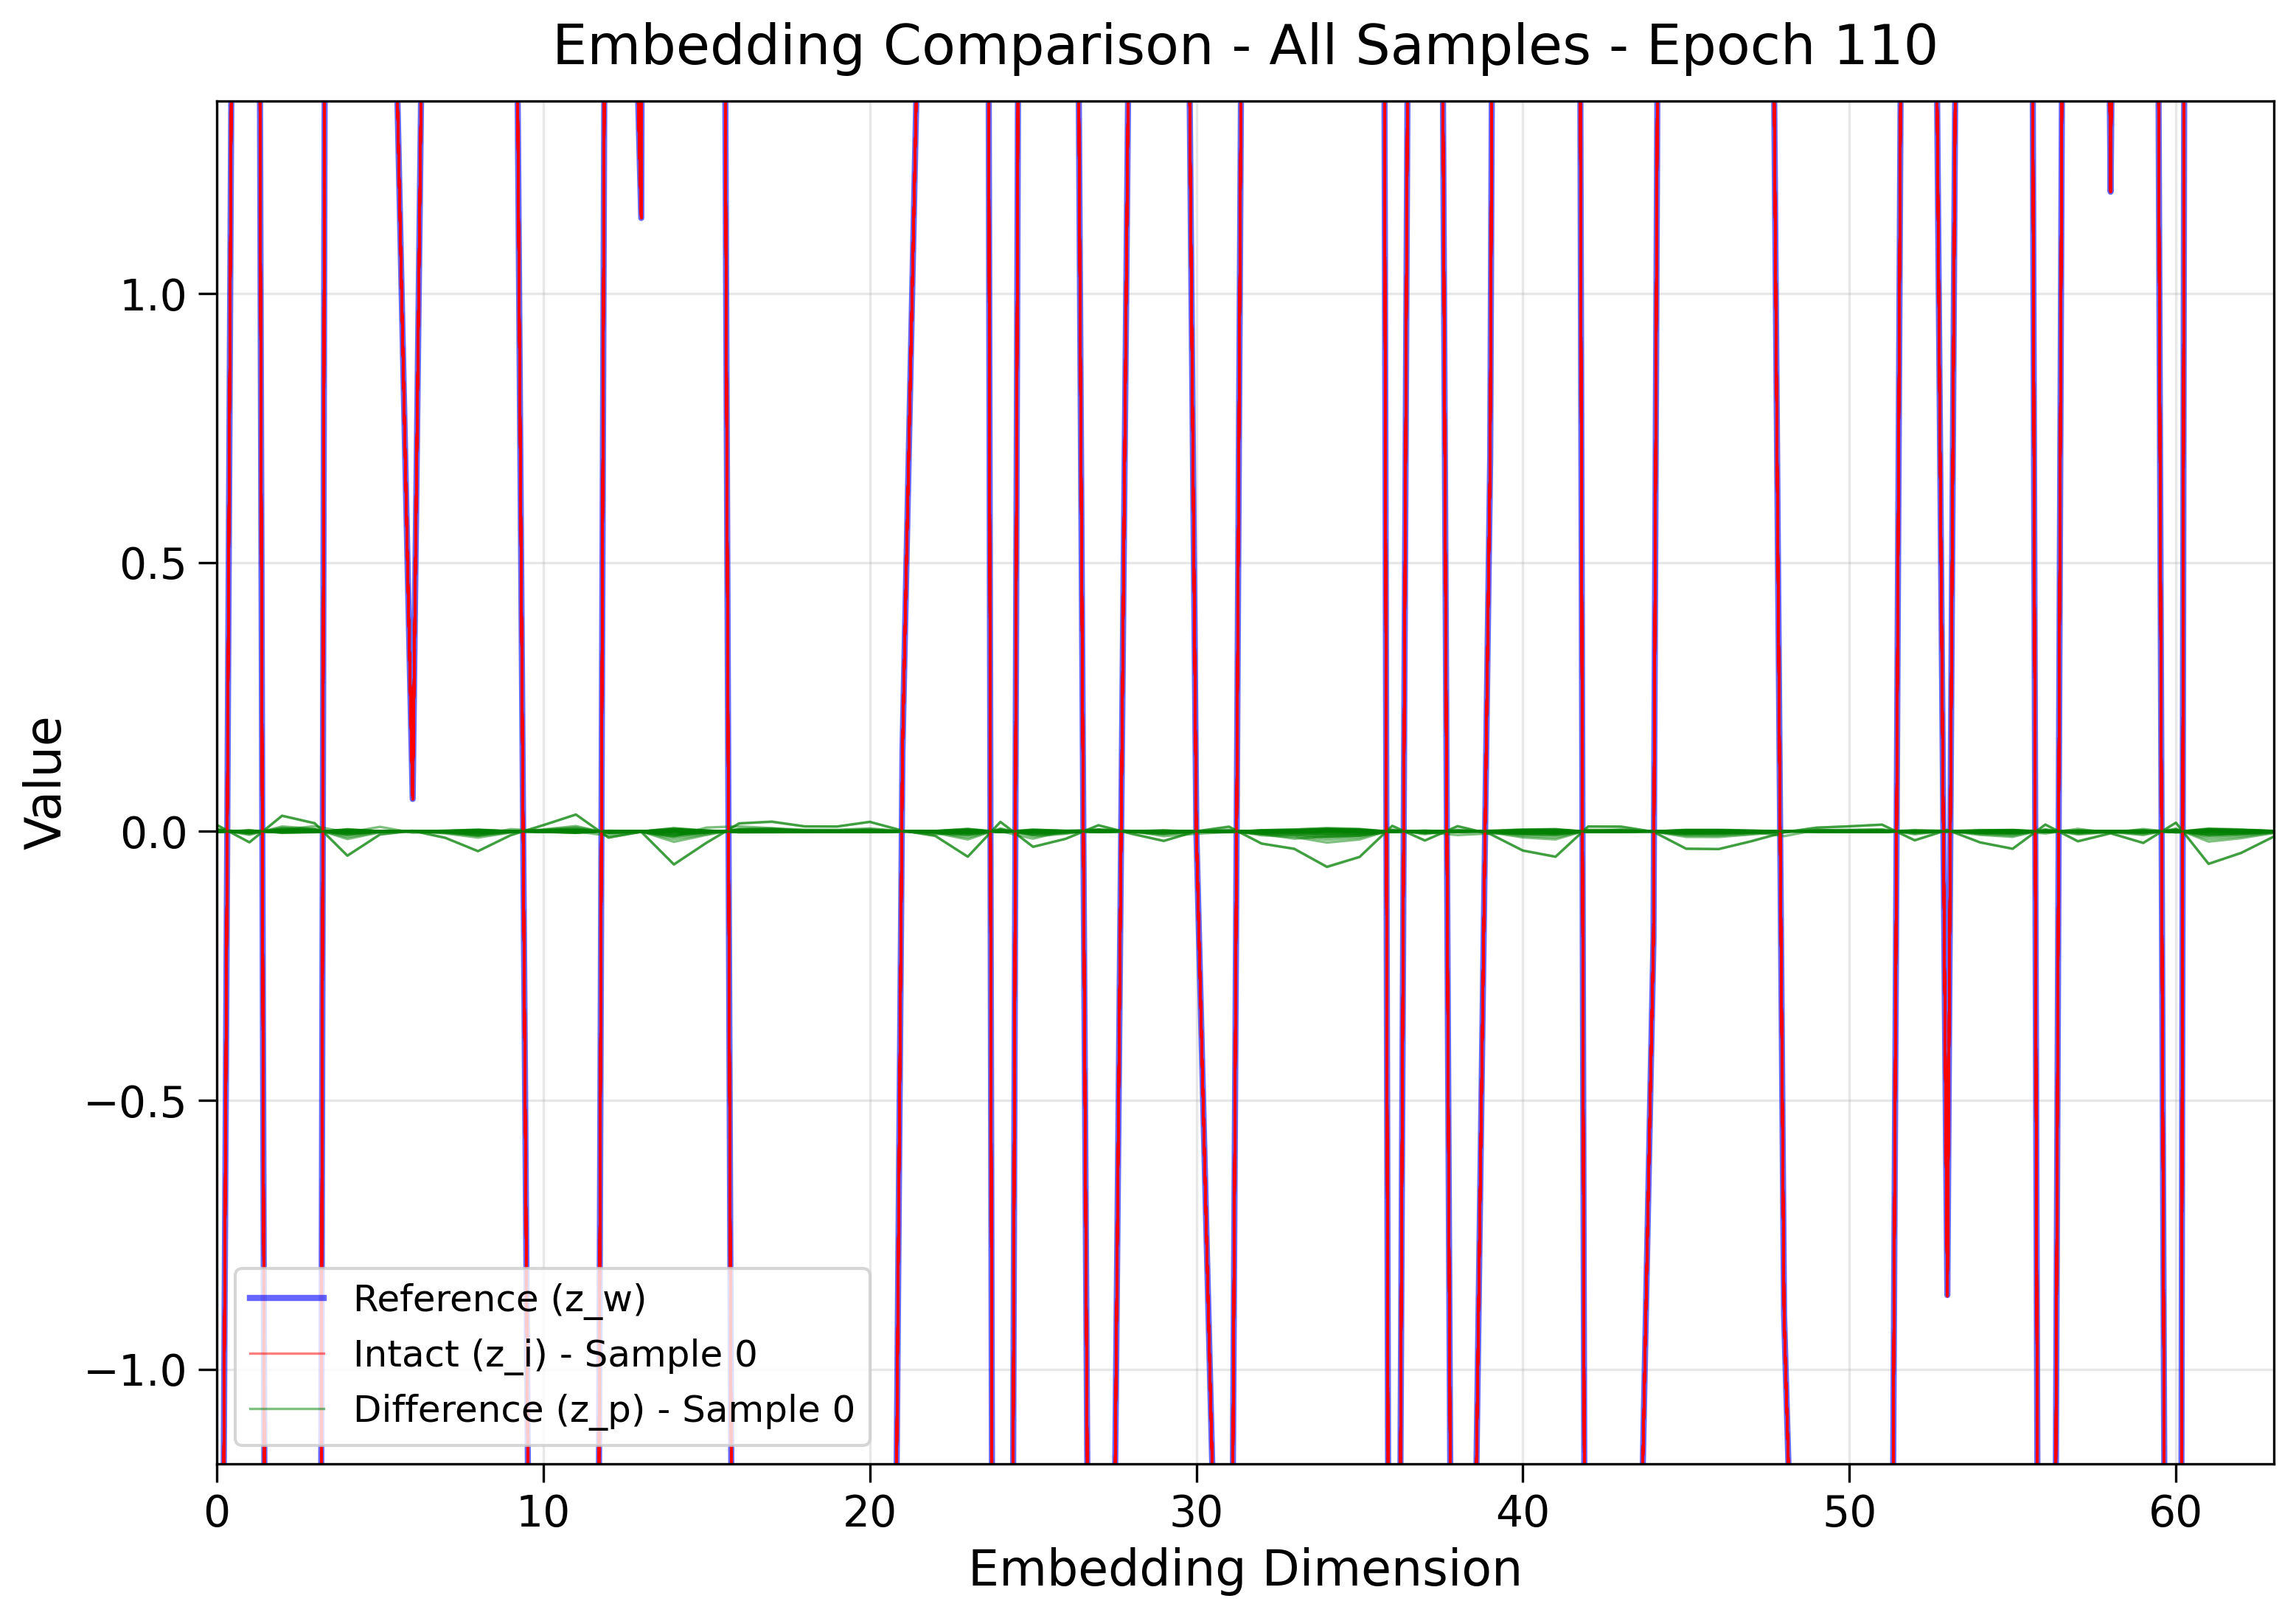 Embedding Comparison - All Samples - Epoch 110
Value
1.0
0.5
0.0
−0.5
−1.0
Reference (z_w)
Intact (z_i) - Sample 0
Difference (z_p) - Sample 0
0 10 20 30 40 50 60
Embedding Dimension